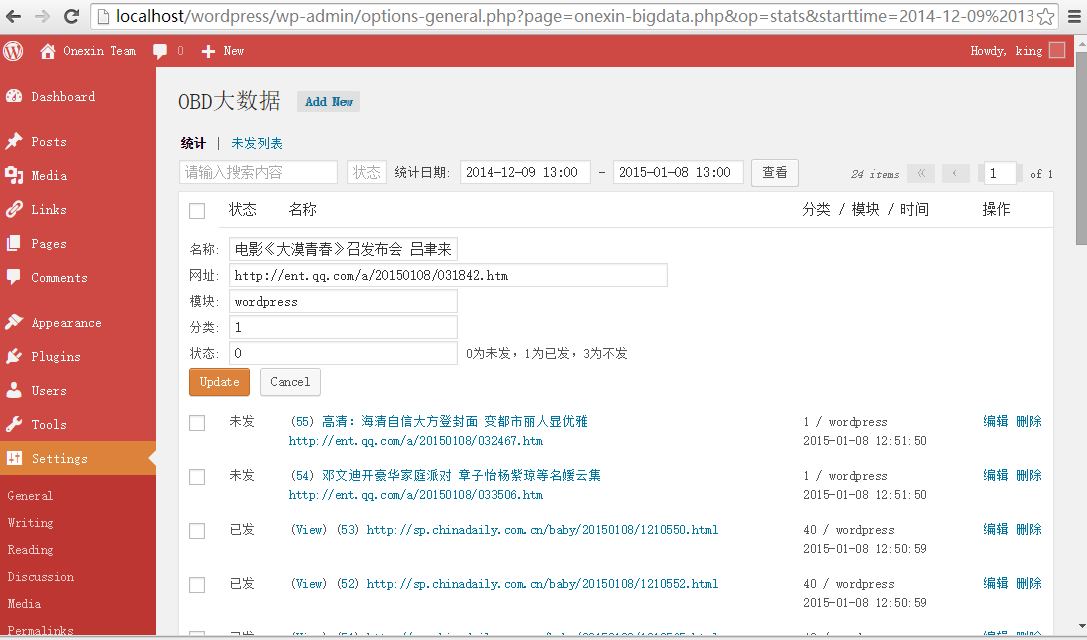 localhost/wordpress/wp-admin/options-general.php?page=onexin-bigdata.php&op=stats&starttime=2014-12-09%2013
Onexin Team 0 New Howdy, king
Dashboard
Posts
Media
Links
Pages
Comments
Appearance
Plugins
Users
Tools
Settings
General
Writing
Reading
Discussion
Media
Permalinks
OBD大数据 Add New
统计 | 未发列表
请输入搜索内容 状态 统计日期: 2014-12-09 13:00 - 2015-01-08 13:00 查看 24 items « ‹ 1 of 1
状态 名称 分类 / 模块 / 时间 操作
名称: 电影《大漠青春》召发布会 吕聿来
网址: http://ent.qq.com/a/20150108/031842.htm
模块: wordpress
分类: 1
状态: 0 0为未发，1为已发，3为不发
Update Cancel
未发 (55) 高清：海清自信大方登封面 变都市丽人显优雅 1 / wordpress 编辑 删除
http://ent.qq.com/a/20150108/032467.htm 2015-01-08 12:51:50
未发 (54) 邓文迪开豪华家庭派对 章子怡杨紫琼等名媛云集 1 / wordpress 编辑 删除
http://ent.qq.com/a/20150108/033506.htm 2015-01-08 12:51:50
已发 (View) (53) http://sp.chinadaily.com.cn/baby/20150108/1210550.html 40 / wordpress 编辑 删除
2015-01-08 12:50:59
已发 (View) (52) http://sp.chinadaily.com.cn/baby/20150108/1210552.html 40 / wordpress 编辑 删除
2015-01-08 12:50:59